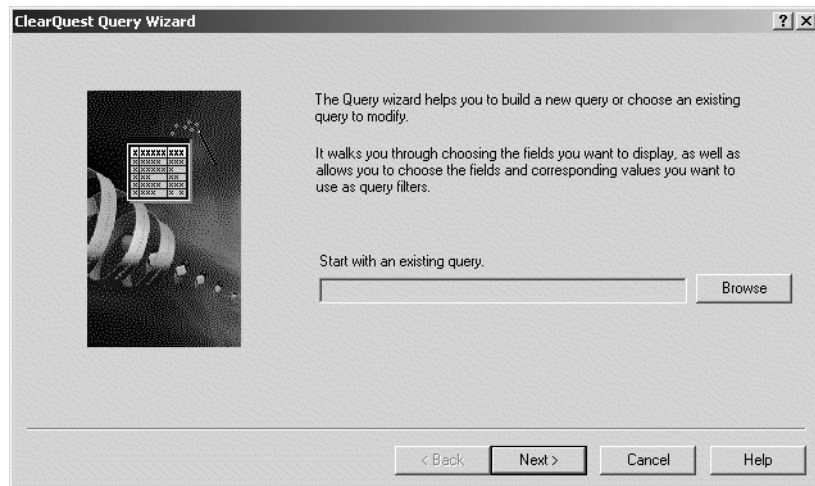 ClearQuest Query Wizard
The Query wizard helps you to build a new query or choose an existing
query to modify.
It walks you through choosing the fields you want to display, as well as
allows you to choose the fields and corresponding values you want to
use as query filters.
Start with an existing query.
Browse
< Back Next > Cancel Help